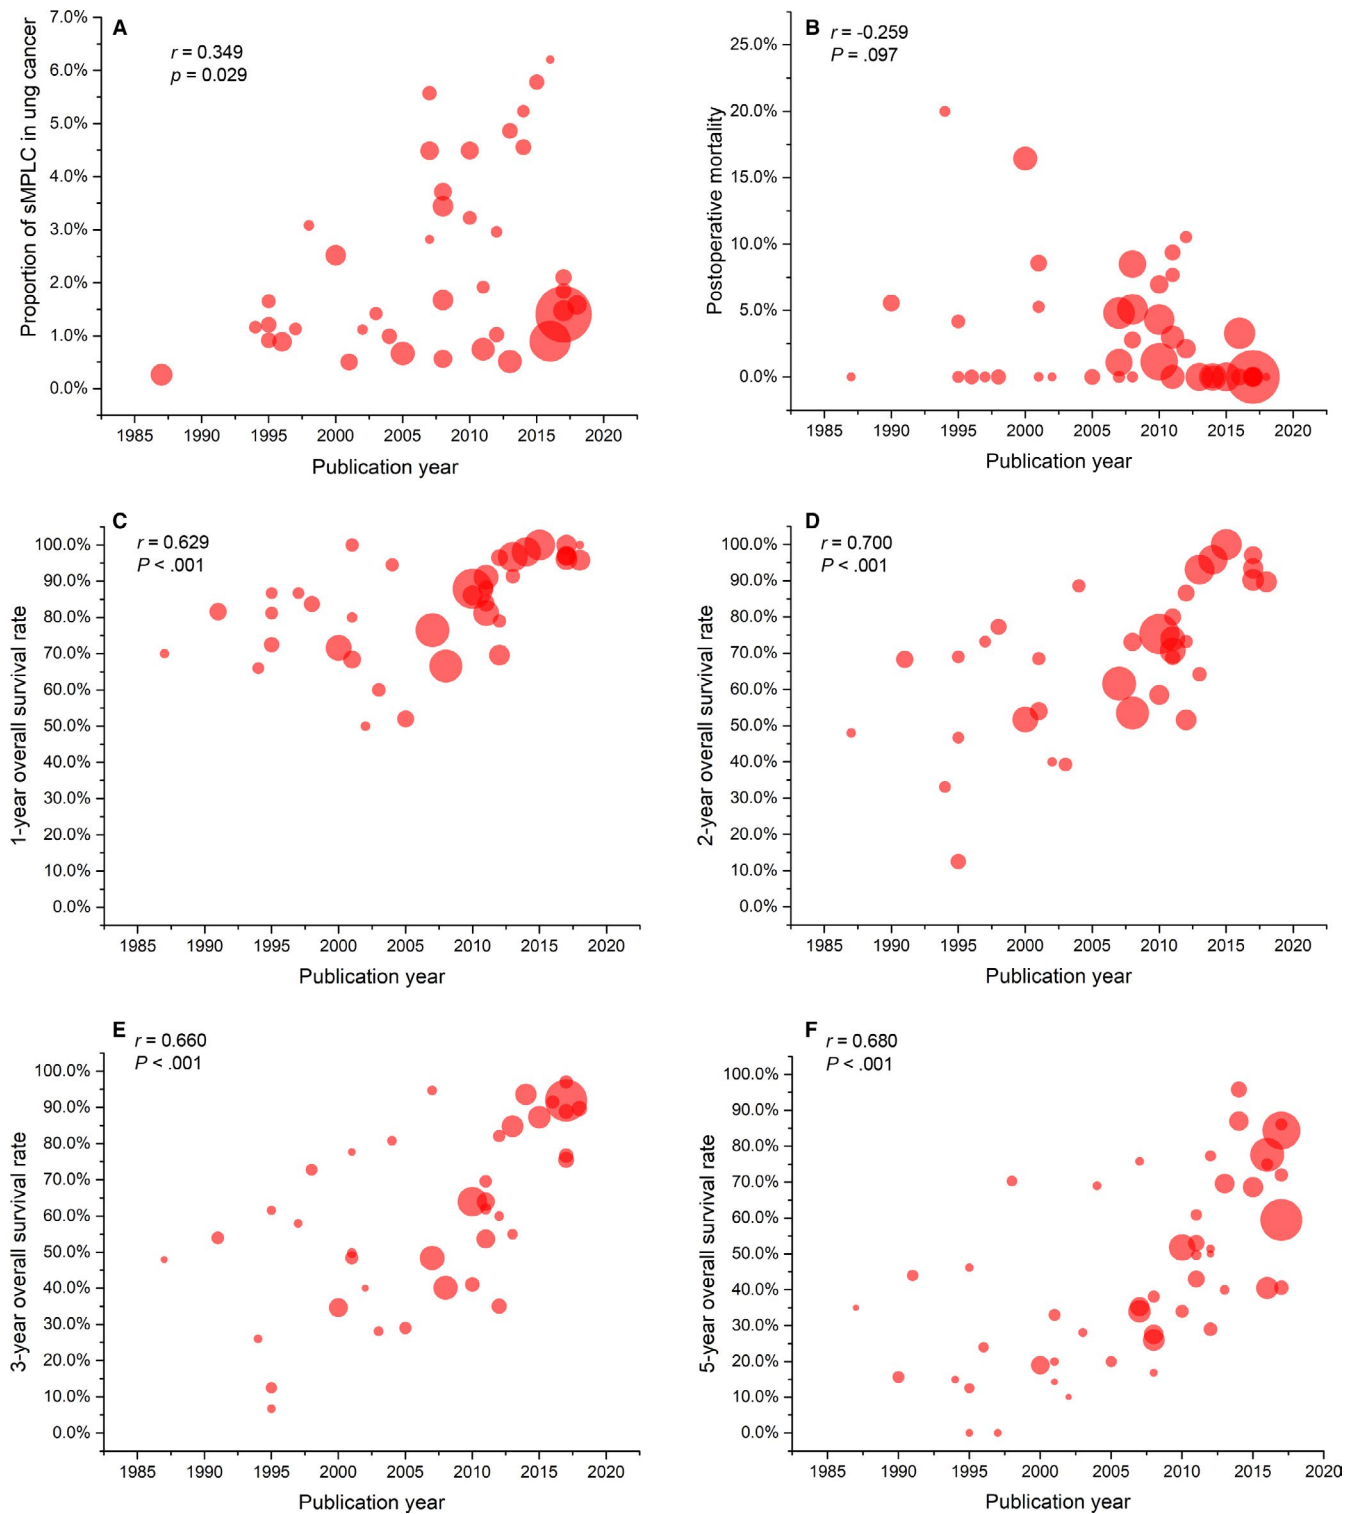 A
r = 0.349
p = 0.029
Proportion of sMPLC in ung cancer
7.0%
6.0%
5.0%
4.0%
3.0%
2.0%
1.0%
0.0%
1985 1990 1995 2000 2005 2010 2015 2020
Publication year
B
r = -0.259
P = .097
Postoperative mortality
25.0%
20.0%
15.0%
10.0%
5.0%
0.0%
1985 1990 1995 2000 2005 2010 2015 2020
Publication year
C
r = 0.629
P < .001
1-year overall survival rate
100.0%
90.0%
80.0%
70.0%
60.0%
50.0%
40.0%
30.0%
20.0%
10.0%
0.0%
1985 1990 1995 2000 2005 2010 2015 2020
Publication year
D
r = 0.700
P < .001
2-year overall survival rate
100.0%
90.0%
80.0%
70.0%
60.0%
50.0%
40.0%
30.0%
20.0%
10.0%
0.0%
1985 1990 1995 2000 2005 2010 2015 2020
Publication year
E
r = 0.660
P < .001
3-year overall survival rate
100.0%
90.0%
80.0%
70.0%
60.0%
50.0%
40.0%
30.0%
20.0%
10.0%
0.0%
1985 1990 1995 2000 2005 2010 2015 2020
Publication year
F
r = 0.680
P < .001
5-year overall survival rate
100.0%
90.0%
80.0%
70.0%
60.0%
50.0%
40.0%
30.0%
20.0%
10.0%
0.0%
1985 1990 1995 2000 2005 2010 2015 2020
Publication year